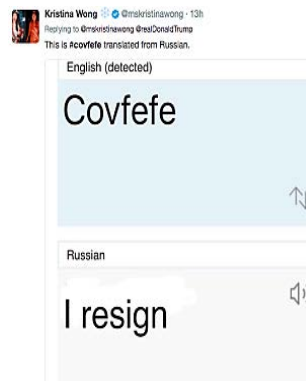 Kristina Wong @mskristinawong · 13h
Replying to @mskristinawong @realDonaldTrump
This is #covfefe translated from Russian.
English (detected)
Covfefe
Russian
I resign